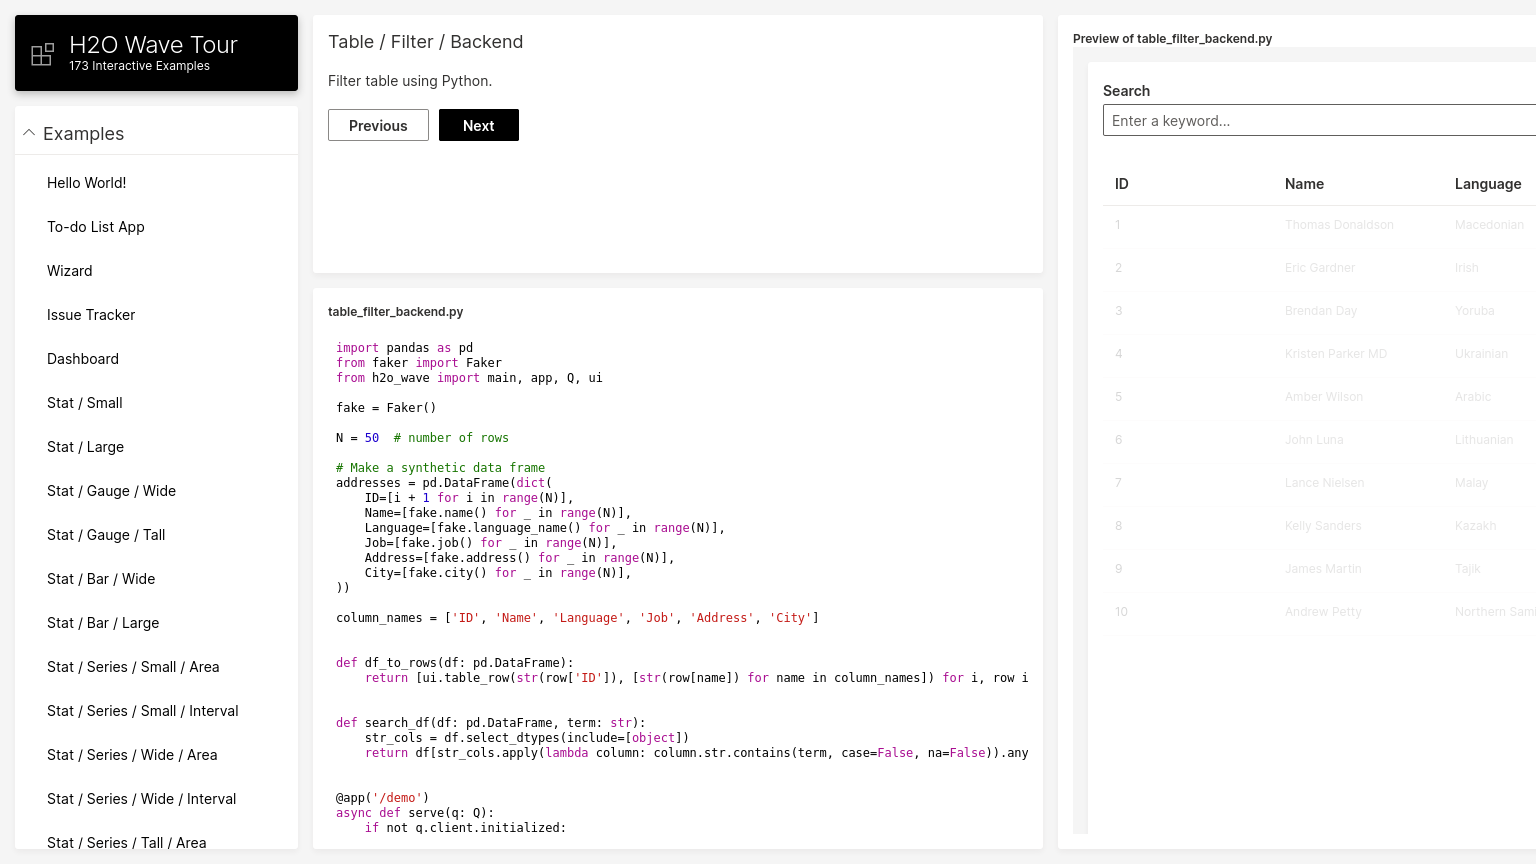 H2O Wave Tour
173 Interactive Examples
Examples
Hello World!
To-do List App
Wizard
Issue Tracker
Dashboard
Stat / Small
Stat / Large
Stat / Gauge / Wide
Stat / Gauge / Tall
Stat / Bar / Wide
Stat / Bar / Large
Stat / Series / Small / Area
Stat / Series / Small / Interval
Stat / Series / Wide / Area
Stat / Series / Wide / Interval
Stat / Series / Tall / Area
Table / Filter / Backend
Filter table using Python.
Previous Next
table_filter_backend.py
import pandas as pd
from faker import Faker
from h2o_wave import main, app, Q, ui
fake = Faker()
N = 50  # number of rows
# Make a synthetic data frame
addresses = pd.DataFrame(dict(
    ID=[i + 1 for i in range(N)],
    Name=[fake.name() for _ in range(N)],
    Language=[fake.language_name() for _ in range(N)],
    Job=[fake.job() for _ in range(N)],
    Address=[fake.address() for _ in range(N)],
    City=[fake.city() for _ in range(N)],
))
column_names = ['ID', 'Name', 'Language', 'Job', 'Address', 'City']
def df_to_rows(df: pd.DataFrame):
    return [ui.table_row(str(row['ID']), [str(row[name]) for name in column_names]) for i, row i
def search_df(df: pd.DataFrame, term: str):
    str_cols = df.select_dtypes(include=[object])
    return df[str_cols.apply(lambda column: column.str.contains(term, case=False, na=False)).any
@app('/demo')
async def serve(q: Q):
    if not q.client.initialized:
Preview of table_filter_backend.py
Search
Enter a keyword...
ID Name Language
1 Thomas Donaldson Macedonian
2 Eric Gardner Irish
3 Brendan Day Yoruba
4 Kristen Parker MD Ukrainian
5 Amber Wilson Arabic
6 John Luna Lithuanian
7 Lance Nielsen Malay
8 Kelly Sanders Kazakh
9 James Martin Tajik
10 Andrew Petty Northern Sami